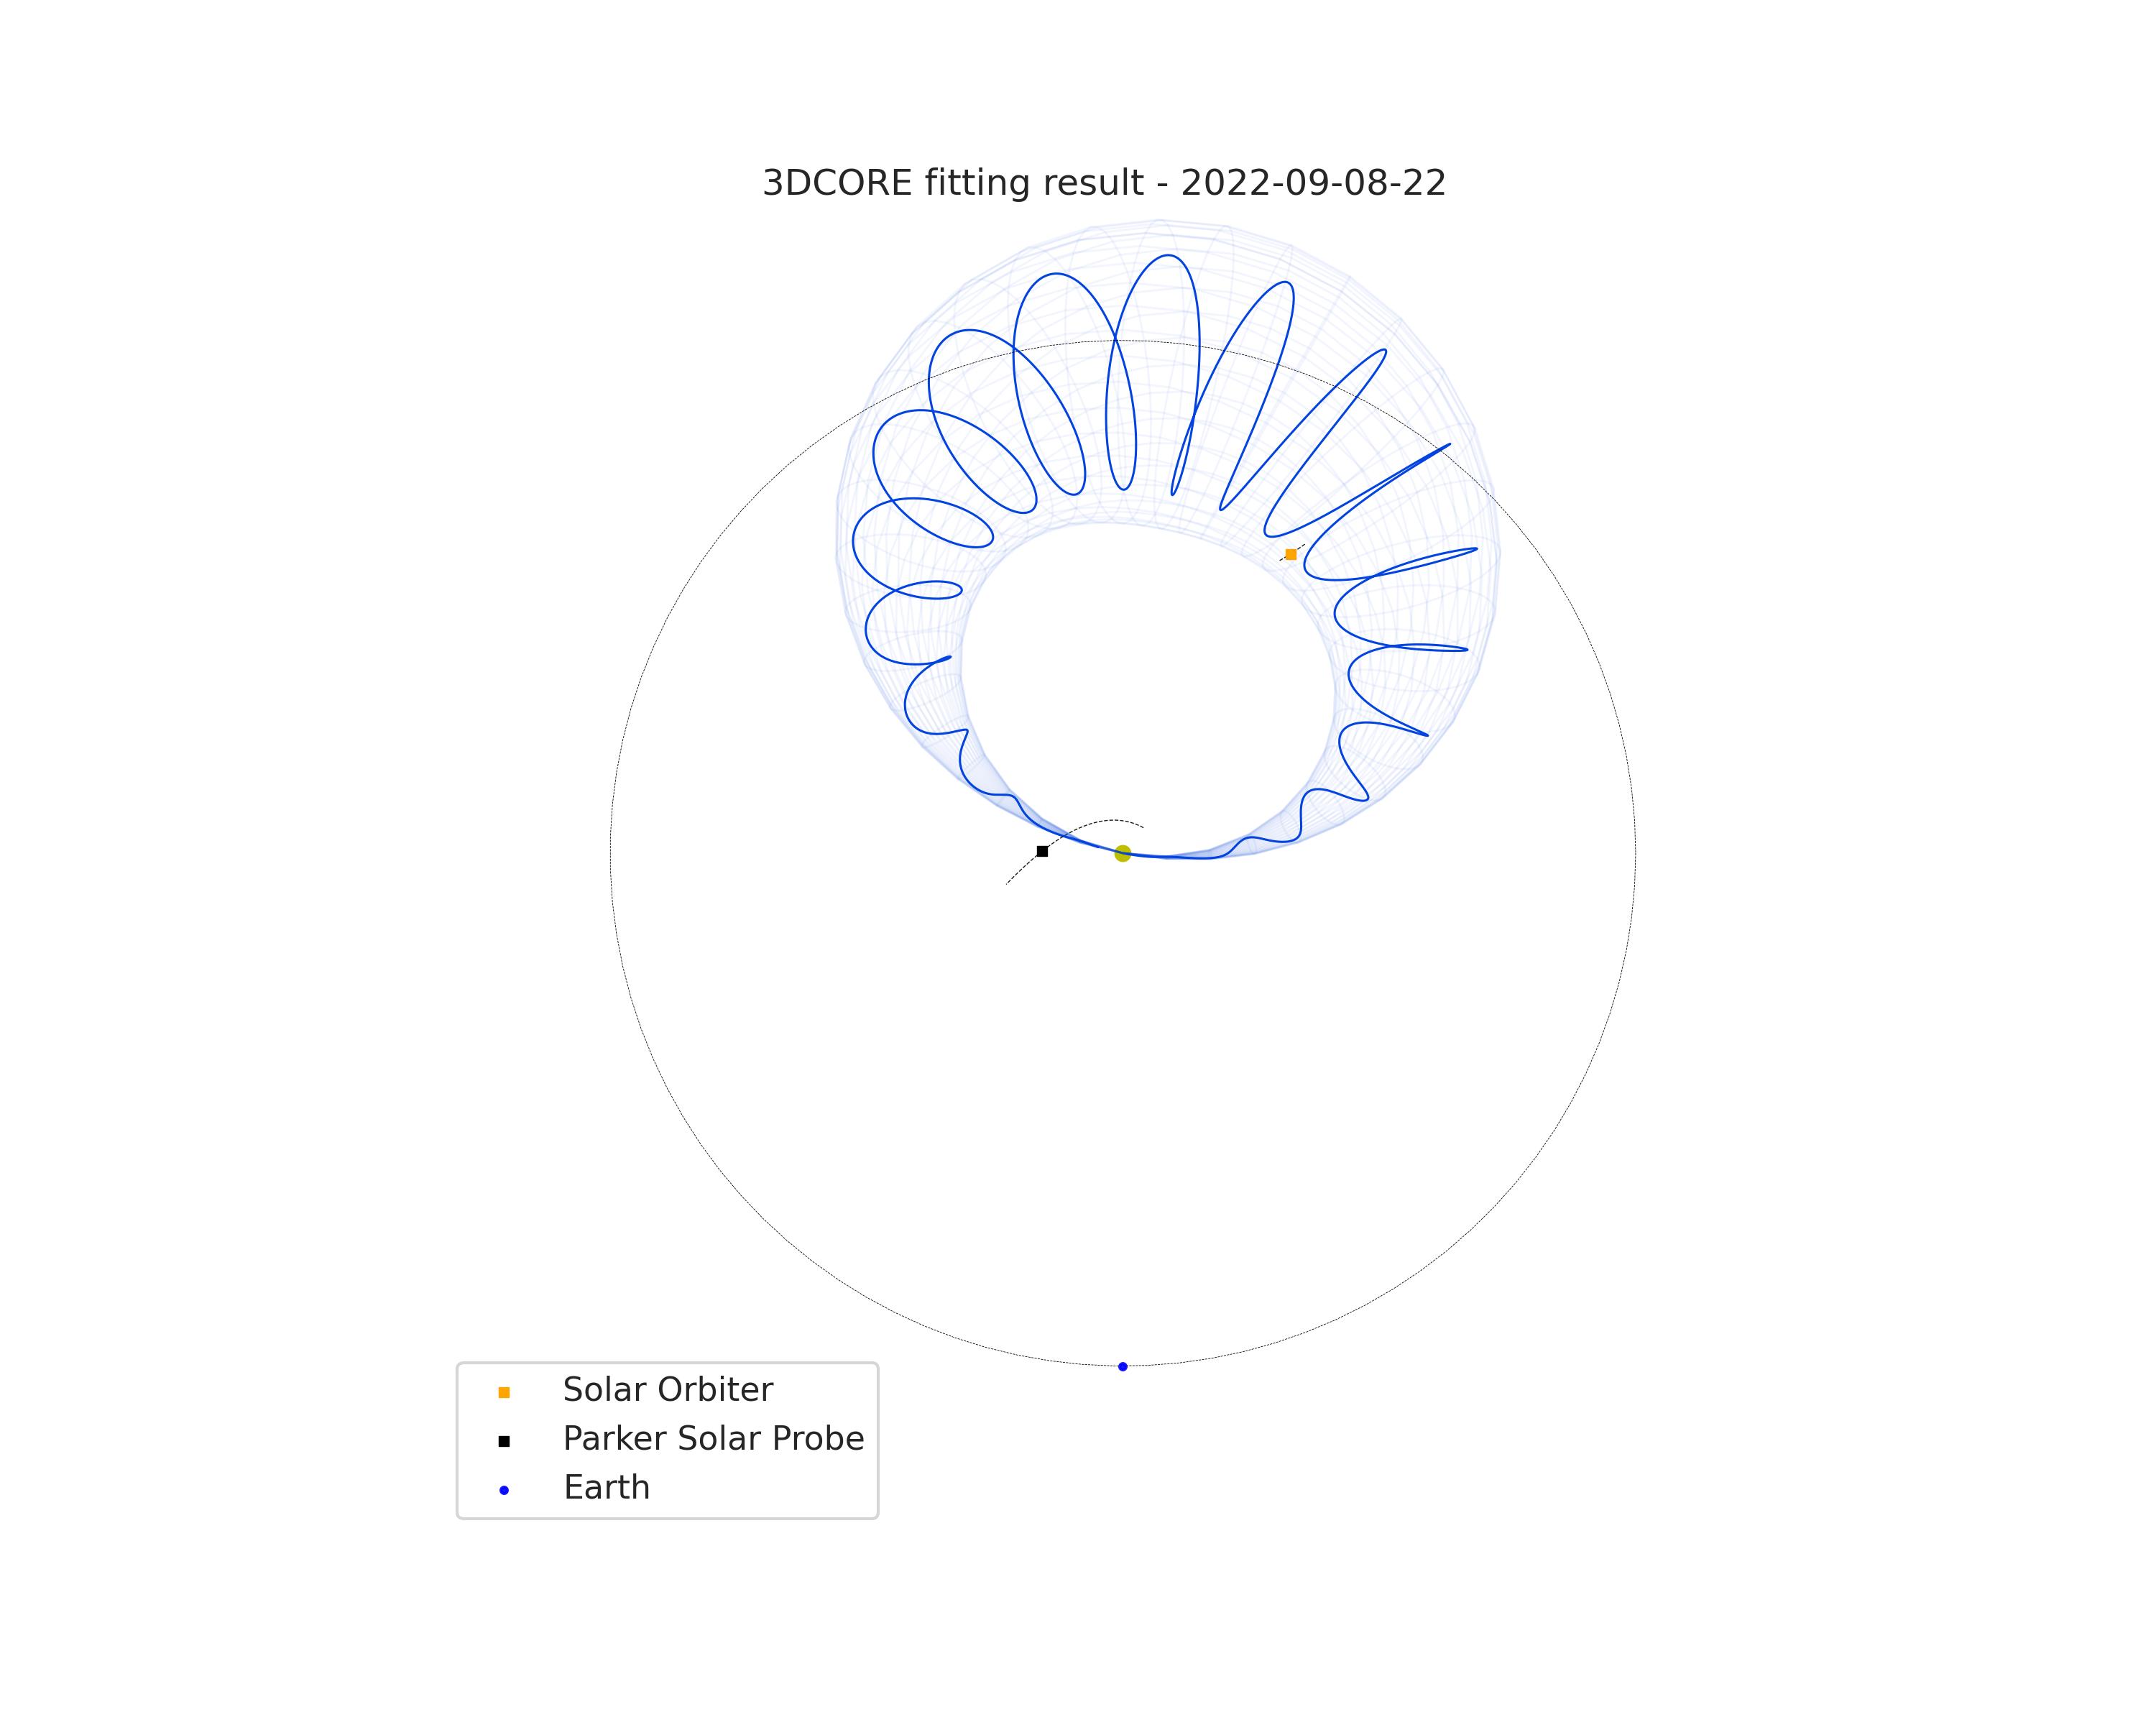 3DCORE fitting result - 2022-09-08-22
Solar Orbiter
Parker Solar Probe
Earth